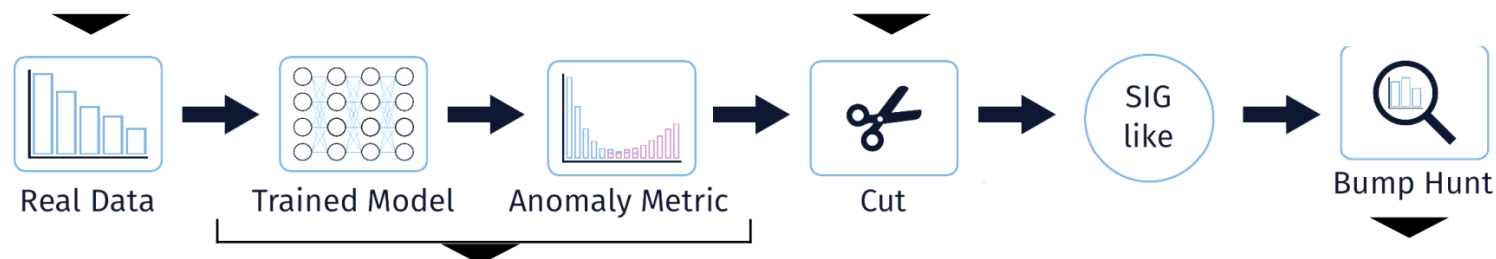 SIG
like
Real Data
Trained Model
Anomaly Metric
Cut
Bump Hunt